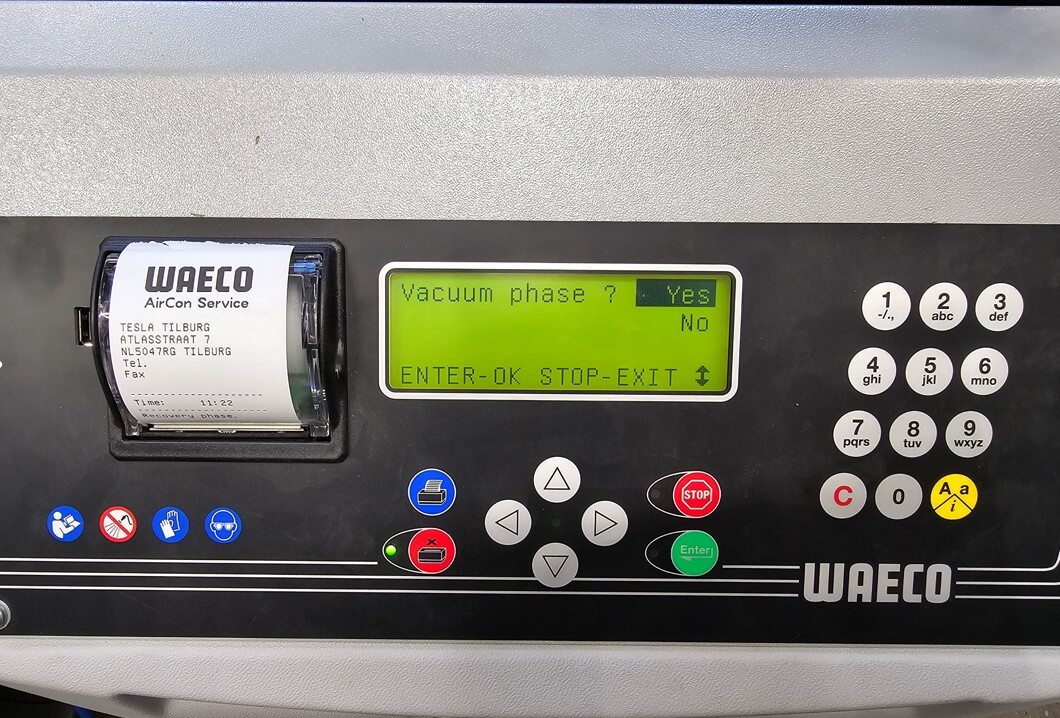 WAECO
AirCon Service
TESLA TILBURG
ATLASSTRAAT 7
NL5047RG TILBURG
Tel.
Fax
Time: 11:22
Recovery phase.
Vacuum phase ? Yes
No
ENTER-OK STOP-EXIT
1 -/.,
2 abc
3 def
4 ghi
5 jkl
6 mno
7 pqrs
8 tuv
9 wxyz
C
0
A a i
STOP
Enter
WAECO